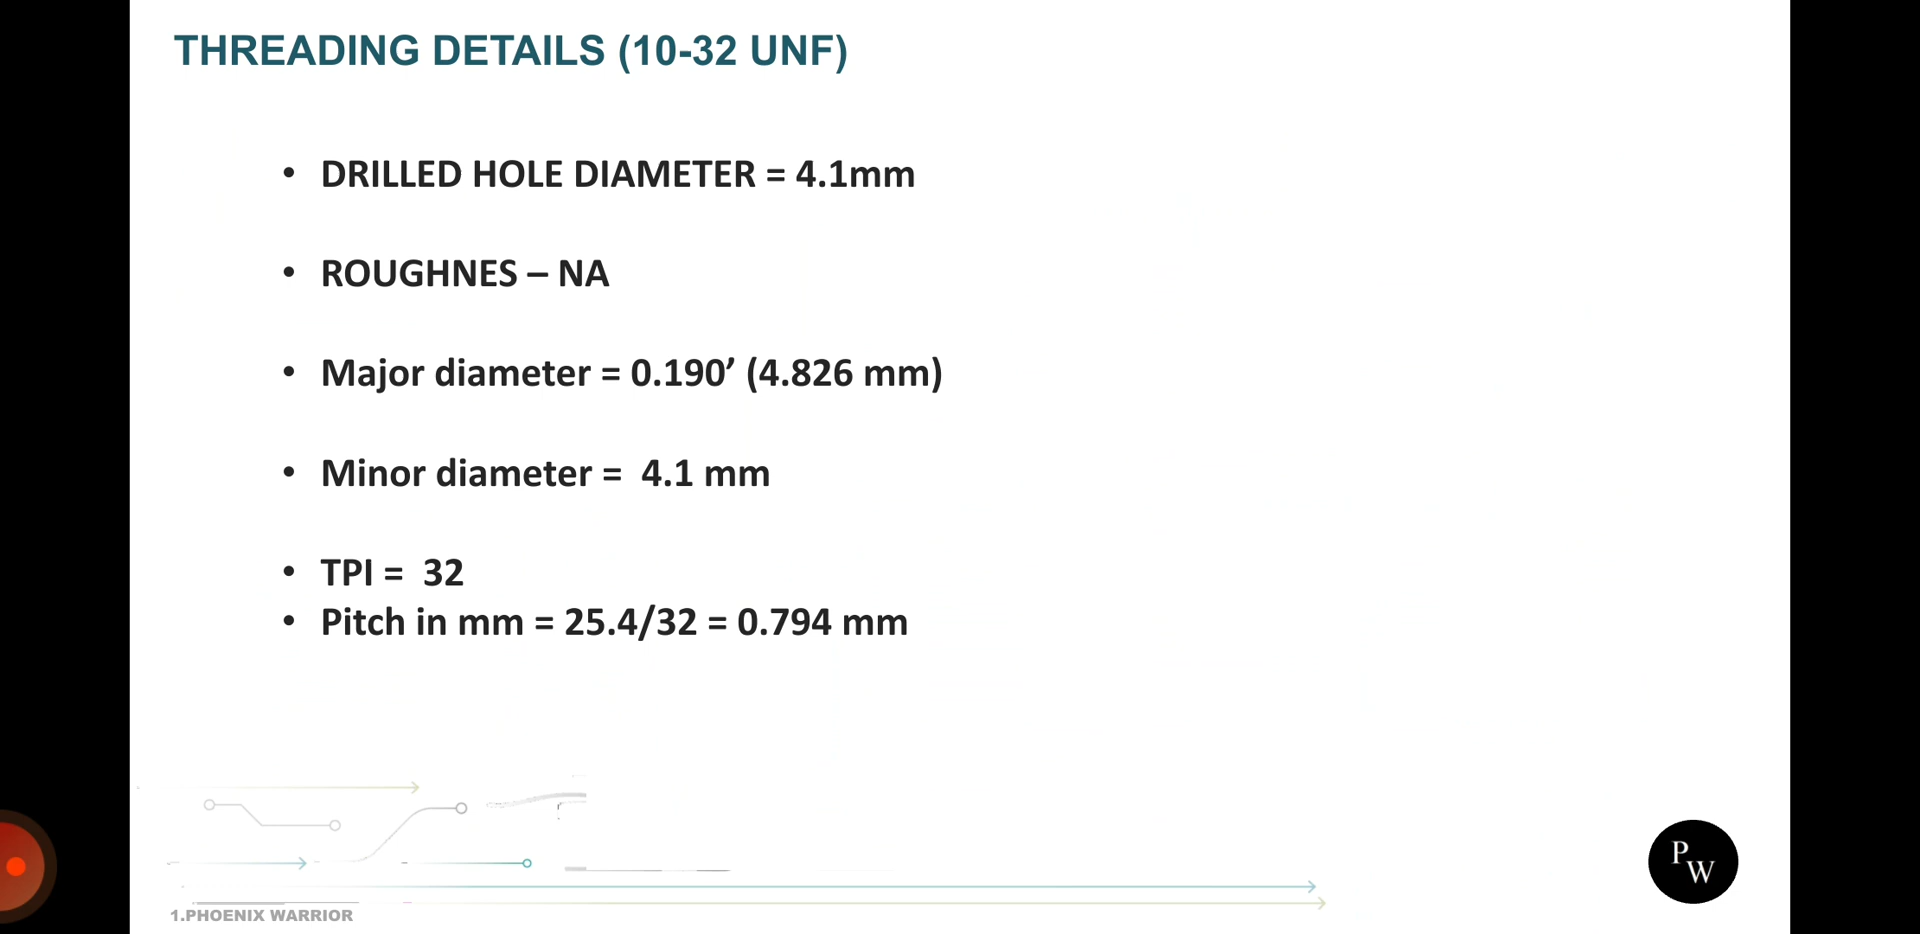 THREADING DETAILS (10-32 UNF)
• DRILLED HOLE DIAMETER = 4.1mm
• ROUGHNES – NA
• Major diameter = 0.190’ (4.826 mm)
• Minor diameter =  4.1 mm
• TPI =  32
• Pitch in mm = 25.4/32 = 0.794 mm
PW
1.PHOENIX WARRIOR